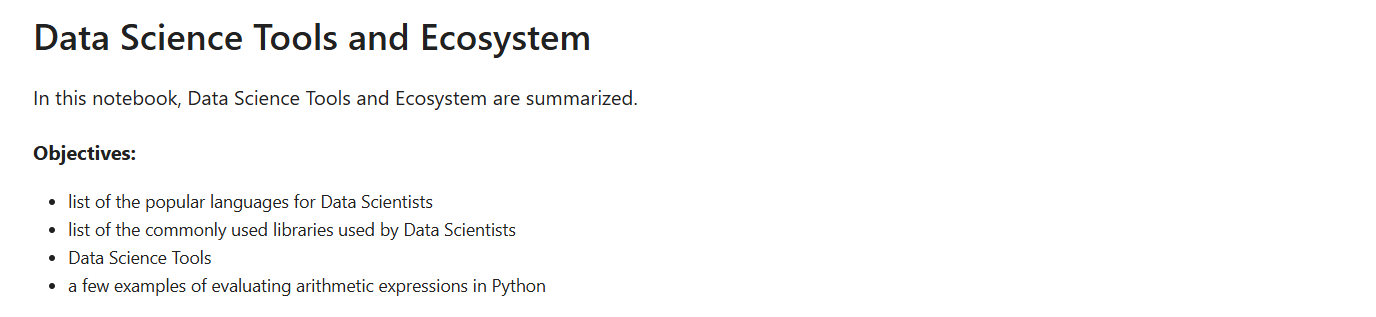 Data Science Tools and Ecosystem
In this notebook, Data Science Tools and Ecosystem are summarized.
Objectives:
• list of the popular languages for Data Scientists
• list of the commonly used libraries used by Data Scientists
• Data Science Tools
• a few examples of evaluating arithmetic expressions in Python